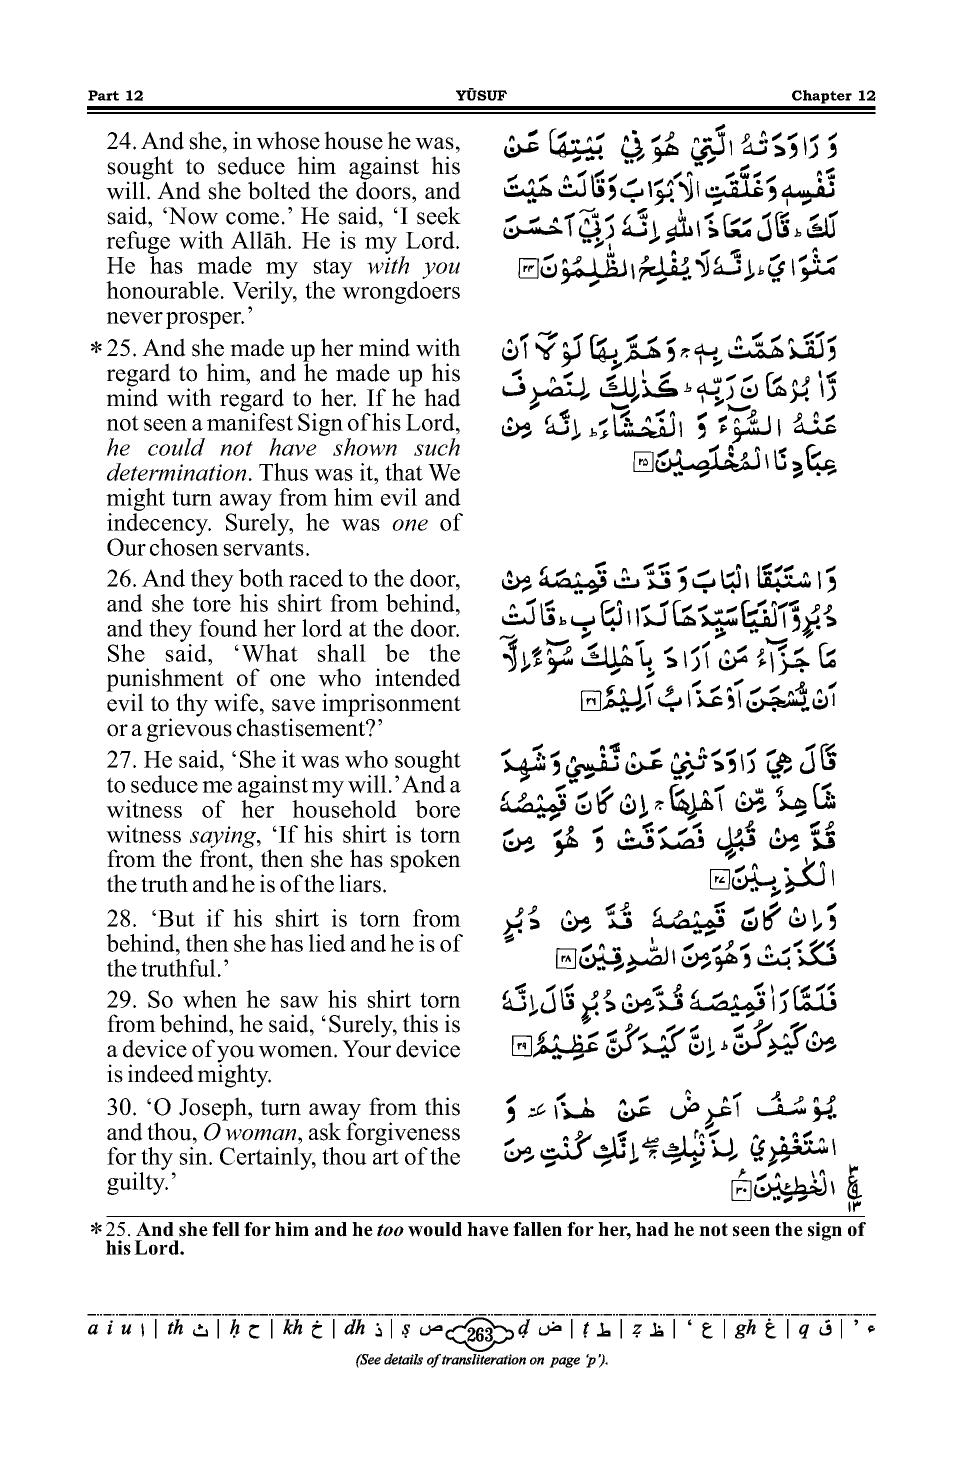 Part 12 YŪSUF Chapter 12
24. And she, in whose house he was,
sought to seduce him against his
will. And she bolted the doors, and
said, ‘Now come.’ He said, ‘I seek
refuge with Allāh. He is my Lord.
He has made my stay with you
honourable. Verily, the wrongdoers
never prosper.’
وَ رَاوَدَتْهُ الَّتِيْ هُوَ فِيْ بَيْتِهَا عَنْ
نَّفْسِهٖ وَ غَلَّقَتِ الْاَبْوَابَ وَ قَالَتْ هَيْتَ
لَكَ ؕ قَالَ مَعَاذَ اللّٰهِ اِنَّهٗ رَبِّيْۤ اَحْسَنَ
مَثْوَايَ ؕ اِنَّهٗ لَا يُفْلِحُ الظّٰلِمُوْنَ ۲۴
* 25. And she made up her mind with
regard to him, and he made up his
mind with regard to her. If he had
not seen a manifest Sign of his Lord,
he could not have shown such
determination. Thus was it, that We
might turn away from him evil and
indecency. Surely, he was one of
Our chosen servants.
وَلَقَدْ هَمَّتْ بِهٖ ۚ وَ هَمَّ بِهَا لَوْ لَاۤ اَنْ
رَّاٰ بُرْهَانَ رَبِّهٖ ؕ كَذٰلِكَ لِنَصْرِفَ
عَنْهُ السُّوْٓءَ وَ الْفَحْشَآءَ ؕ اِنَّهٗ مِنْ
عِبَادِنَا الْمُخْلَصِيْنَ ۲۵
26. And they both raced to the door,
and she tore his shirt from behind,
and they found her lord at the door.
She said, ‘What shall be the
punishment of one who intended
evil to thy wife, save imprisonment
or a grievous chastisement?’
وَ اسْتَبَقَا الْبَابَ وَ قَدَّتْ قَمِيْصَهٗ مِنْ
دُبُرٍ وَّ اَلْفَيَا سَيِّدَهَا لَدَا الْبَابِ ؕ قَالَتْ
مَا جَزَآءُ مَنْ اَرَادَ بِاَهْلِكَ سُوْٓءًا اِلَّاۤ
اَنْ يُّسْجَنَ اَوْ عَذَابٌ اَلِيْمٌ ۲۶
27. He said, ‘She it was who sought
to seduce me against my will.’ And a
witness of her household bore
witness saying, ‘If his shirt is torn
from the front, then she has spoken
the truth and he is of the liars.
قَالَ هِيَ رَاوَدَتْنِيْ عَنْ نَّفْسِيْ وَ شَهِدَ
شَاهِدٌ مِّنْ اَهْلِهَا ۚ اِنْ كَانَ قَمِيْصُهٗ
قُدَّ مِنْ قُبُلٍ فَصَدَقَتْ وَ هُوَ مِنَ
الْكٰذِبِيْنَ ۲۷
28. ‘But if his shirt is torn from
behind, then she has lied and he is of
the truthful.’
وَ اِنْ كَانَ قَمِيْصُهٗ قُدَّ مِنْ دُبُرٍ
فَكَذَبَتْ وَ هُوَ مِنَ الصّٰدِقِيْنَ ۲۸
29. So when he saw his shirt torn
from behind, he said, ‘Surely, this is
a device of you women. Your device
is indeed mighty.
فَلَمَّا رَاٰ قَمِيْصَهٗ قُدَّ مِنْ دُبُرٍ قَالَ اِنَّهٗ
مِنْ كَيْدِكُنَّ ؕ اِنَّ كَيْدَكُنَّ عَظِيْمٌ ۲۹
30. ‘O Joseph, turn away from this
and thou, O woman, ask forgiveness
for thy sin. Certainly, thou art of the
guilty.’
يُوْسُفُ اَعْرِضْ عَنْ هٰذَا ٚ وَ
اسْتَغْفِرِيْ لِذَنْۢبِكِ ۖۚ اِنَّكِ كُنْتِ مِنَ
الْخٰطِـِٕيْنَ ۳۰
۳
ع
۱۳
* 25. And she fell for him and he too would have fallen for her, had he not seen the sign of
his Lord.
a i u ا | th ث | ḥ ح | kh خ | dh ذ | ṣ ص 263 ḍ ض | ṭ ط | ẓ ظ | ‘ ع | gh غ | q ق | ’ ء
(See details of transliteration on page ‘p’).